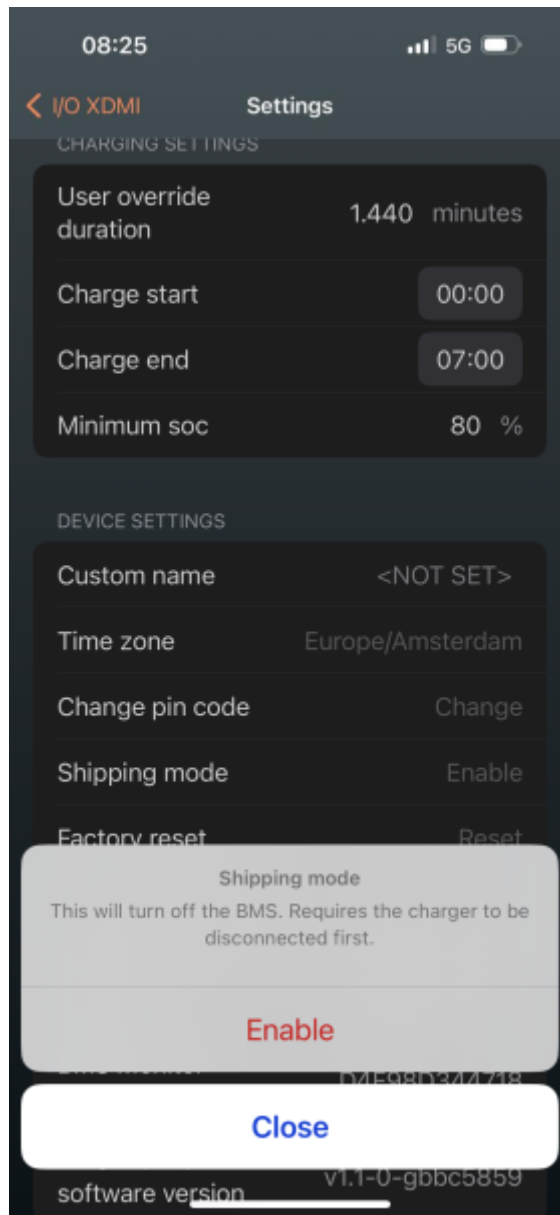 08:25
5G
I/O XDMI
Settings
CHARGING SETTINGS
User override
duration
1.440 minutes
Charge start
00:00
Charge end
07:00
Minimum soc
80 %
DEVICE SETTINGS
Custom name
<NOT SET>
Time zone
Europe/Amsterdam
Change pin code
Change
Shipping mode
Enable
Factory reset
Reset
Shipping mode
This will turn off the BMS. Requires the charger to be
disconnected first.
Enable
D4F98D344718
Close
v1.1-0-gbbc5859
software version